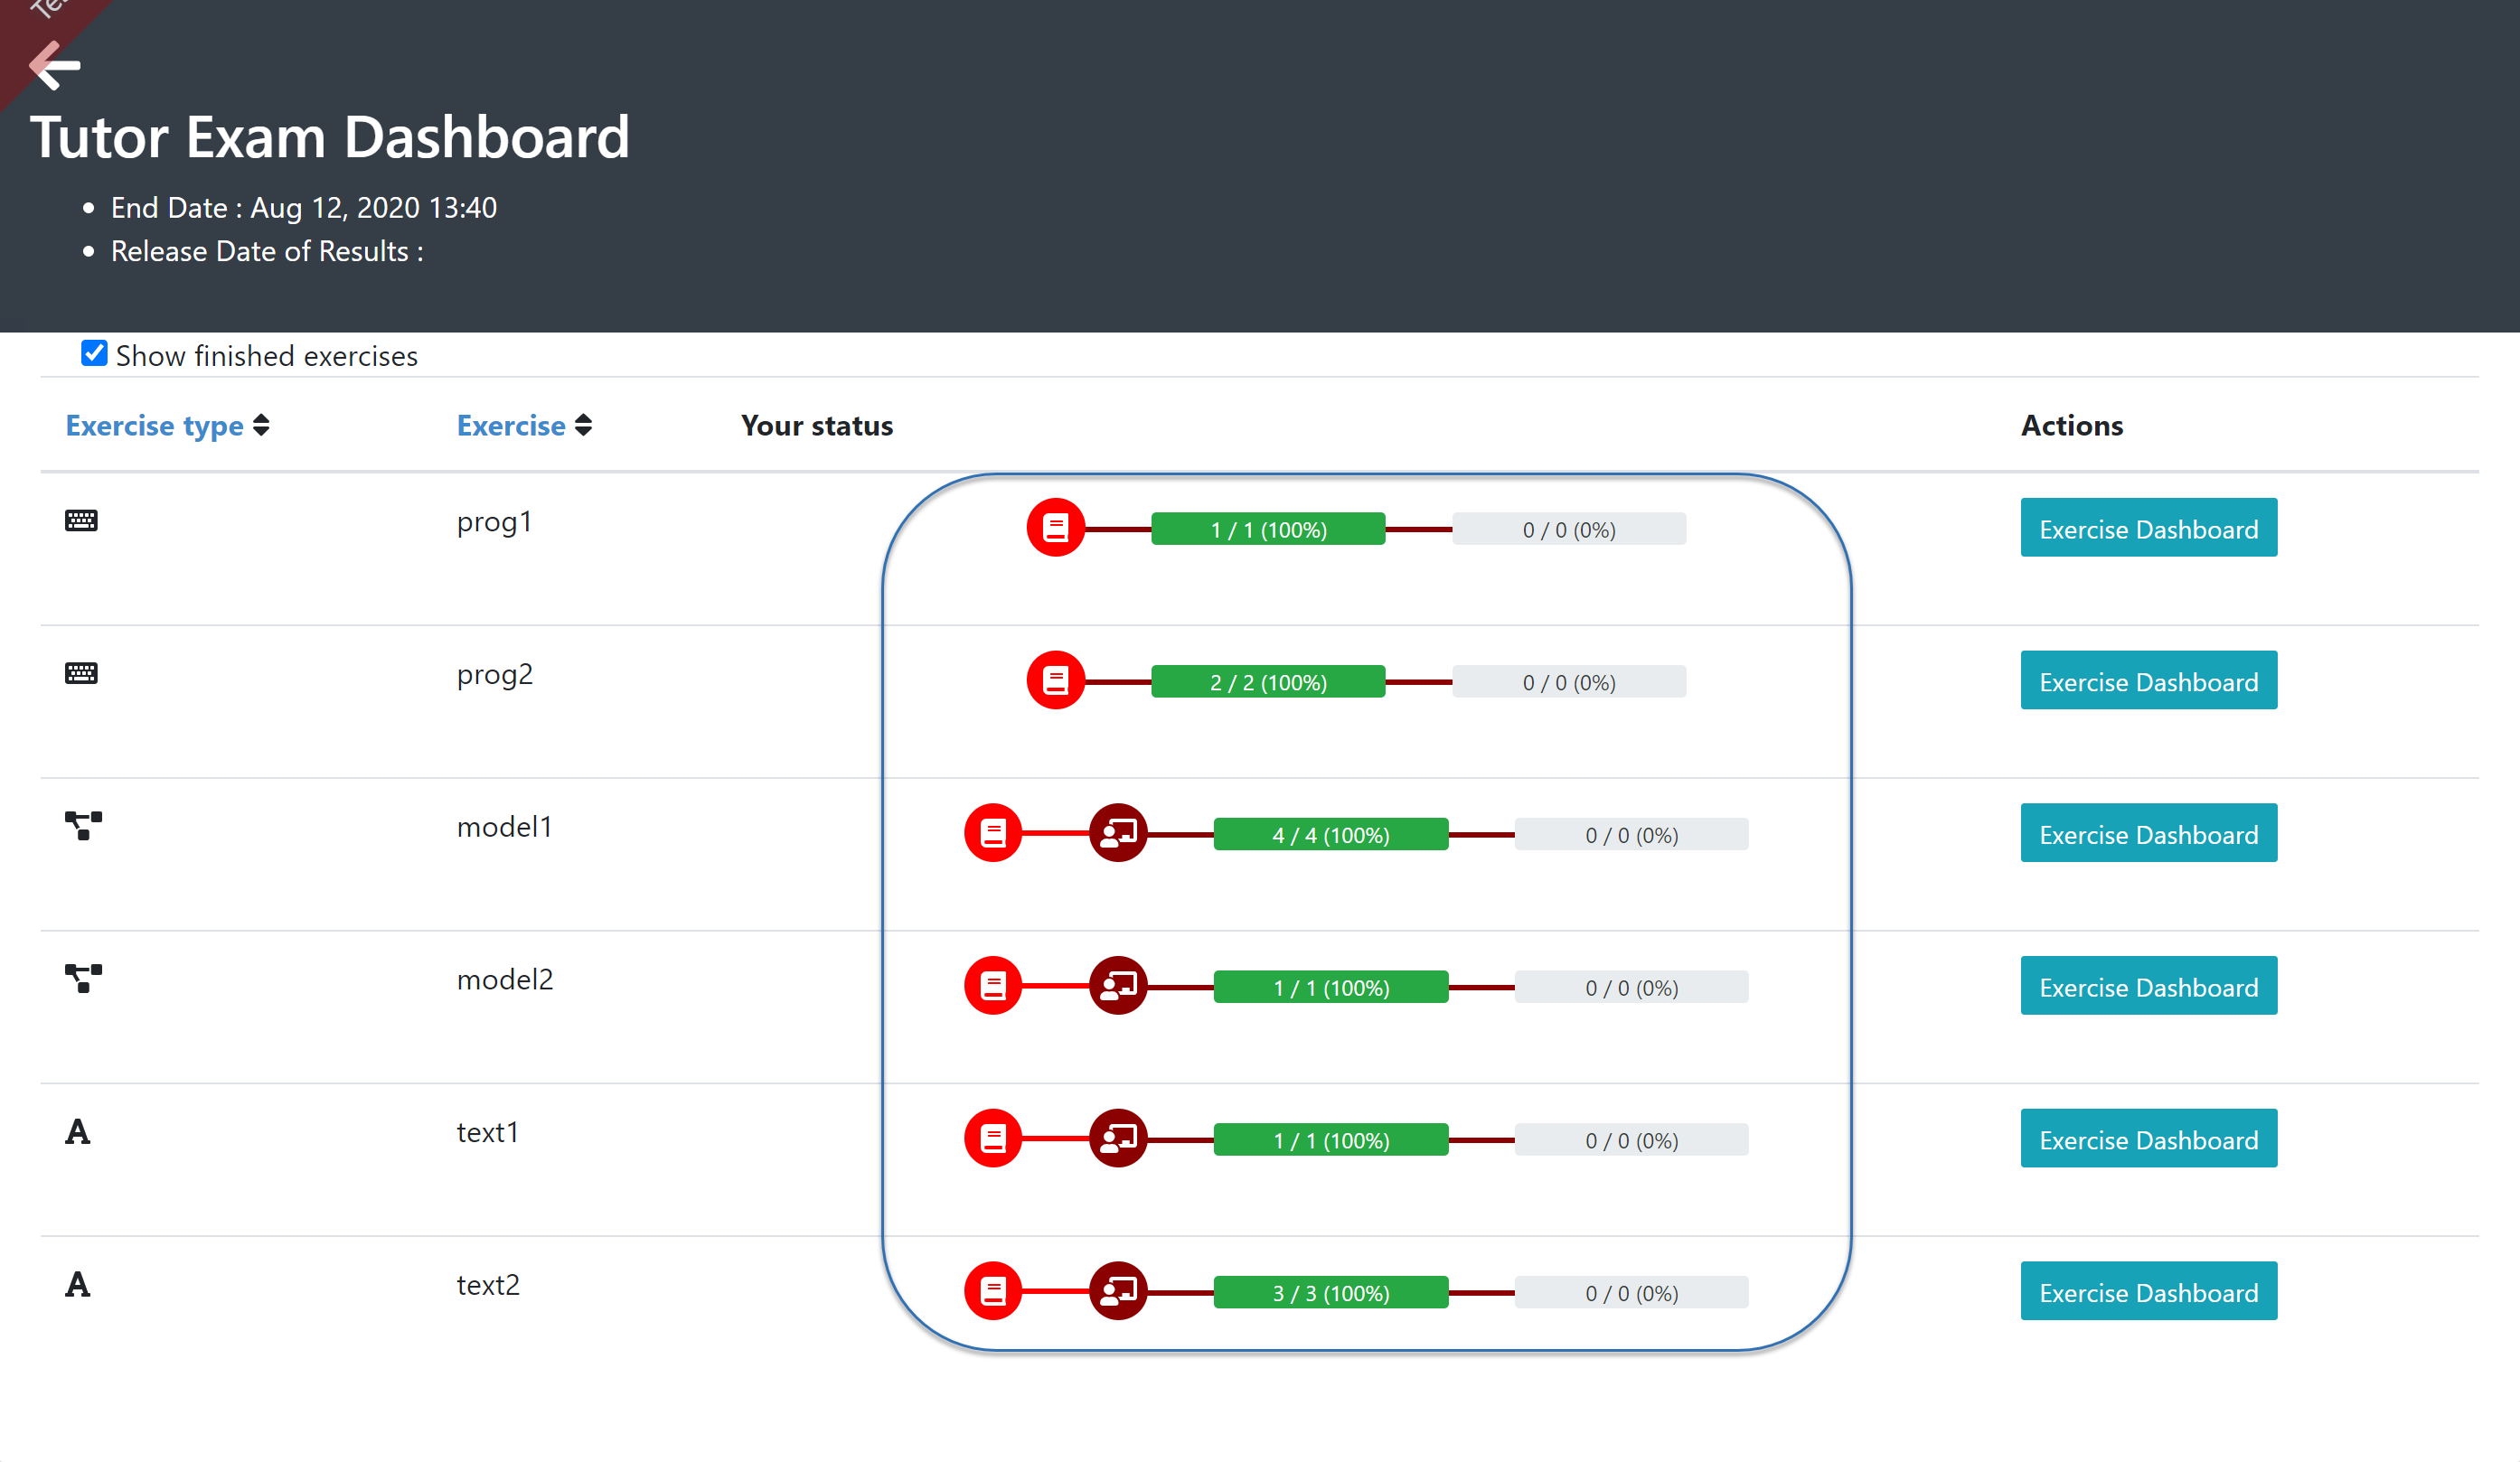 Tutor Exam Dashboard
End Date : Aug 12, 2020 13:40
Release Date of Results :
Show finished exercises
Exercise type Exercise Your status Actions
prog1 1 / 1 (100%) 0 / 0 (0%) Exercise Dashboard
prog2 2 / 2 (100%) 0 / 0 (0%) Exercise Dashboard
model1 4 / 4 (100%) 0 / 0 (0%) Exercise Dashboard
model2 1 / 1 (100%) 0 / 0 (0%) Exercise Dashboard
text1 1 / 1 (100%) 0 / 0 (0%) Exercise Dashboard
text2 3 / 3 (100%) 0 / 0 (0%) Exercise Dashboard